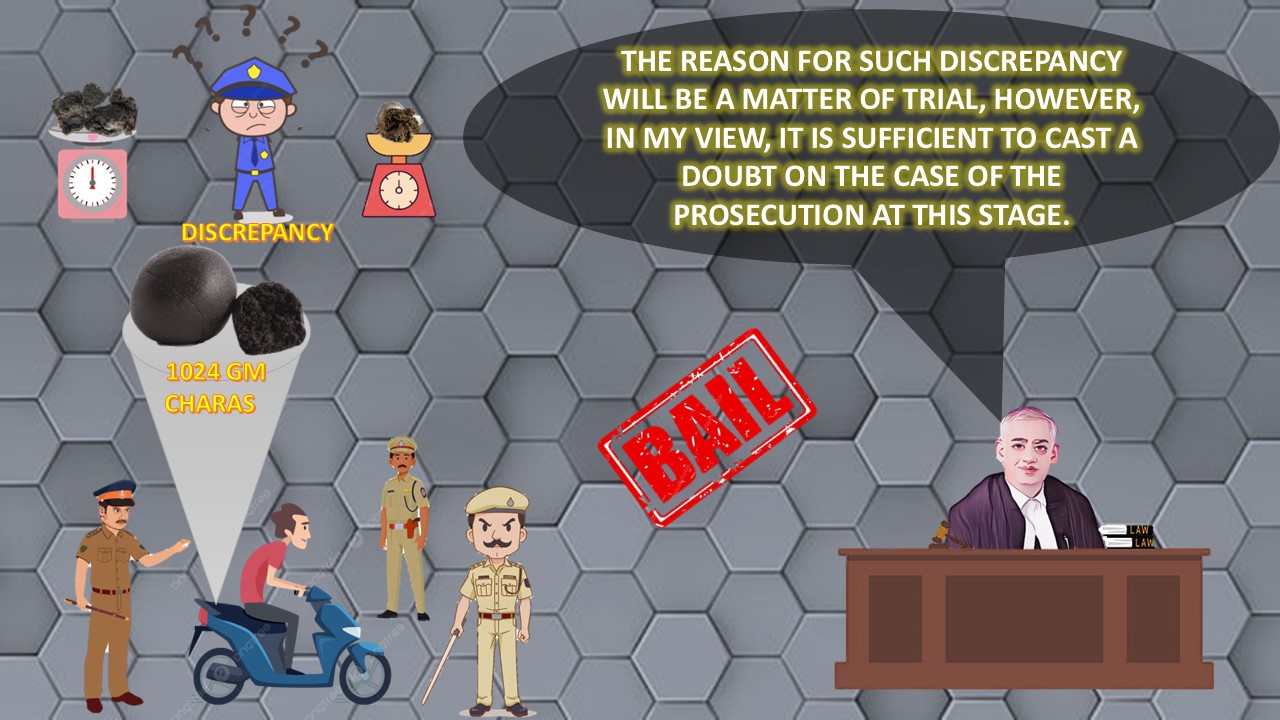 ? ? ? ? ?
DISCREPANCY
1024 GM
CHARAS
THE REASON FOR SUCH DISCREPANCY
WILL BE A MATTER OF TRIAL, HOWEVER,
IN MY VIEW, IT IS SUFFICIENT TO CAST A
DOUBT ON THE CASE OF THE
PROSECUTION AT THIS STAGE.
BAIL
LAW
LAW